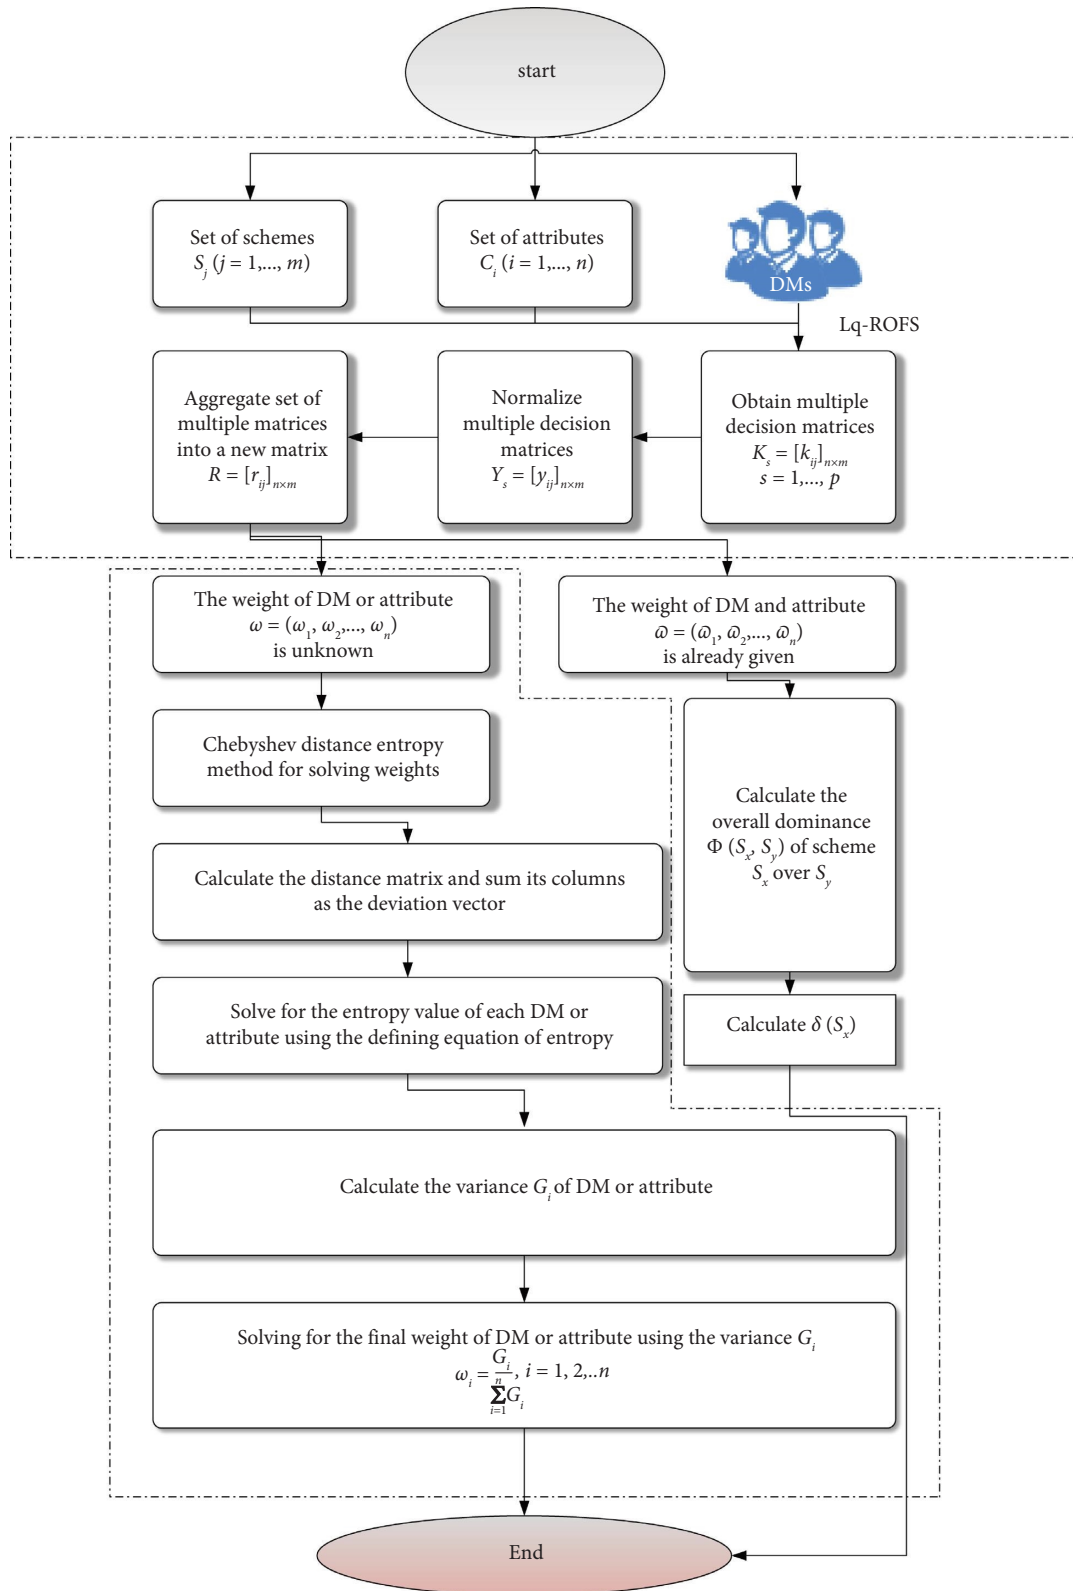 start
Set of schemes
S_j (j = 1,..., m)
Set of attributes
C_i (i = 1,..., n)
DMs
Lq-ROFS
Aggregate set of
multiple matrices
into a new matrix
R = [r_ij]_n×m
Normalize
multiple decision
matrices
Y_s = [y_ij]_n×m
Obtain multiple
decision matrices
K_s = [k_ij]_n×m
s = 1,..., p
The weight of DM or attribute
ω = (ω_1, ω_2,..., ω_n)
is unknown
The weight of DM and attribute
ϖ = (ϖ_1, ϖ_2,..., ϖ_n)
is already given
Chebyshev distance entropy
method for solving weights
Calculate the
overall dominance
Φ (S_x, S_y) of scheme
S_x over S_y
Calculate the distance matrix and sum its columns
as the deviation vector
Solve for the entropy value of each DM or
attribute using the defining equation of entropy
Calculate δ (S_x)
Calculate the variance G_i of DM or attribute
Solving for the final weight of DM or attribute using the variance G_i
ω_i = G_i / ∑_{i=1}^{n} G_i, i = 1, 2,..n
End